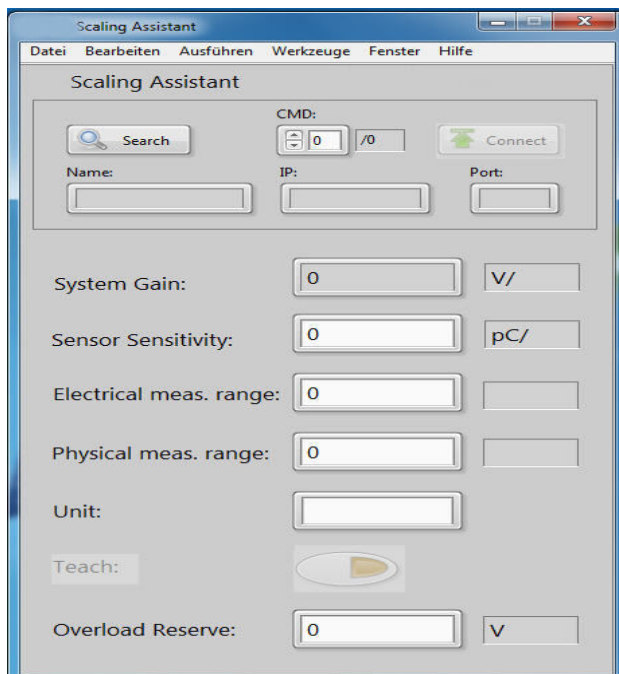 Scaling Assistant
Datei Bearbeiten Ausführen Werkzeuge Fenster Hilfe
Scaling Assistant
CMD:
Search 0 /0 Connect
Name: IP: Port:
System Gain: 0 V/
Sensor Sensitivity: 0 pC/
Electrical meas. range: 0
Physical meas. range: 0
Unit:
Teach:
Overload Reserve: 0 V